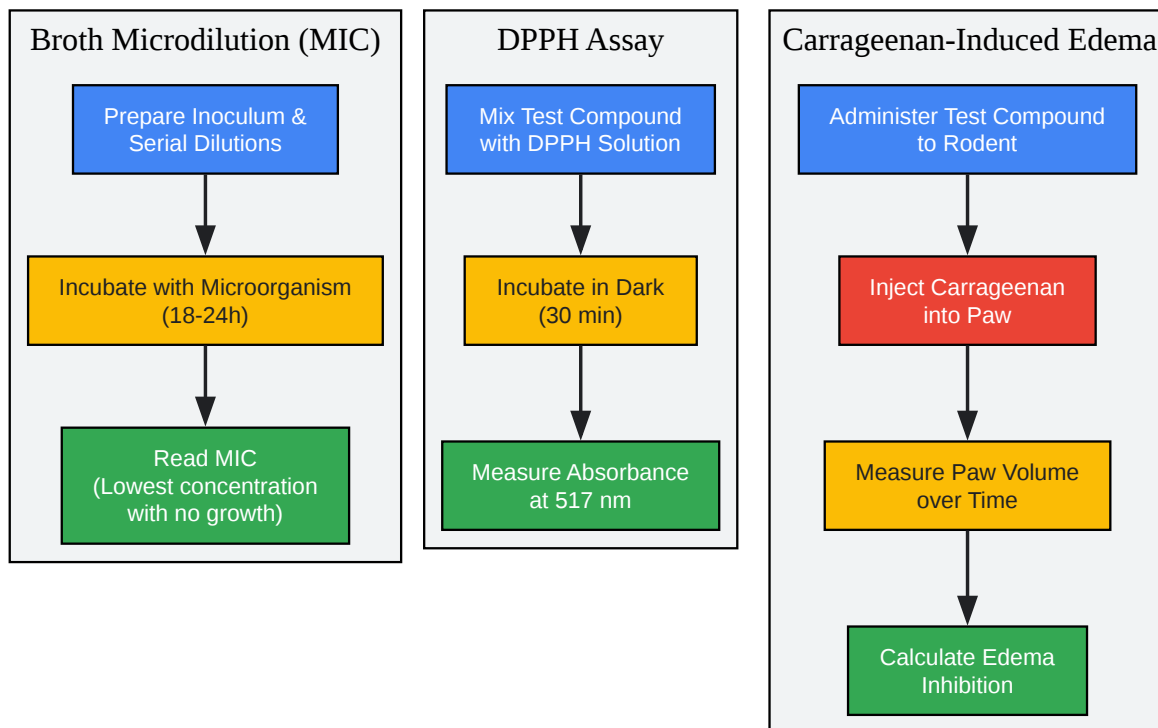 Broth Microdilution (MIC)
Prepare Inoculum &
Serial Dilutions
Incubate with Microorganism
(18-24h)
Read MIC
(Lowest concentration
with no growth)
DPPH Assay
Mix Test Compound
with DPPH Solution
Incubate in Dark
(30 min)
Measure Absorbance
at 517 nm
Carrageenan-Induced Edema
Administer Test Compound
to Rodent
Inject Carrageenan
into Paw
Measure Paw Volume
over Time
Calculate Edema
Inhibition